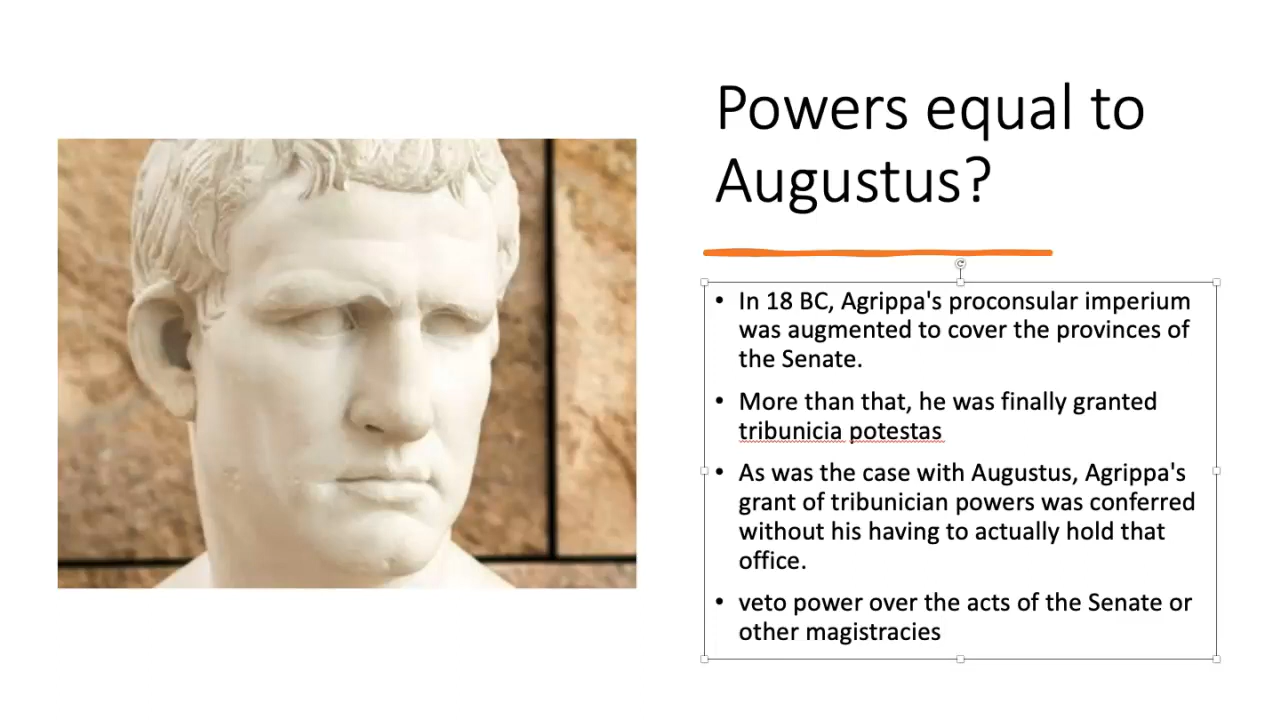 Powers equal to
Augustus?
• In 18 BC, Agrippa's proconsular imperium
was augmented to cover the provinces of
the Senate.
• More than that, he was finally granted
tribunicia potestas
• As was the case with Augustus, Agrippa's
grant of tribunician powers was conferred
without his having to actually hold that
office.
• veto power over the acts of the Senate or
other magistracies